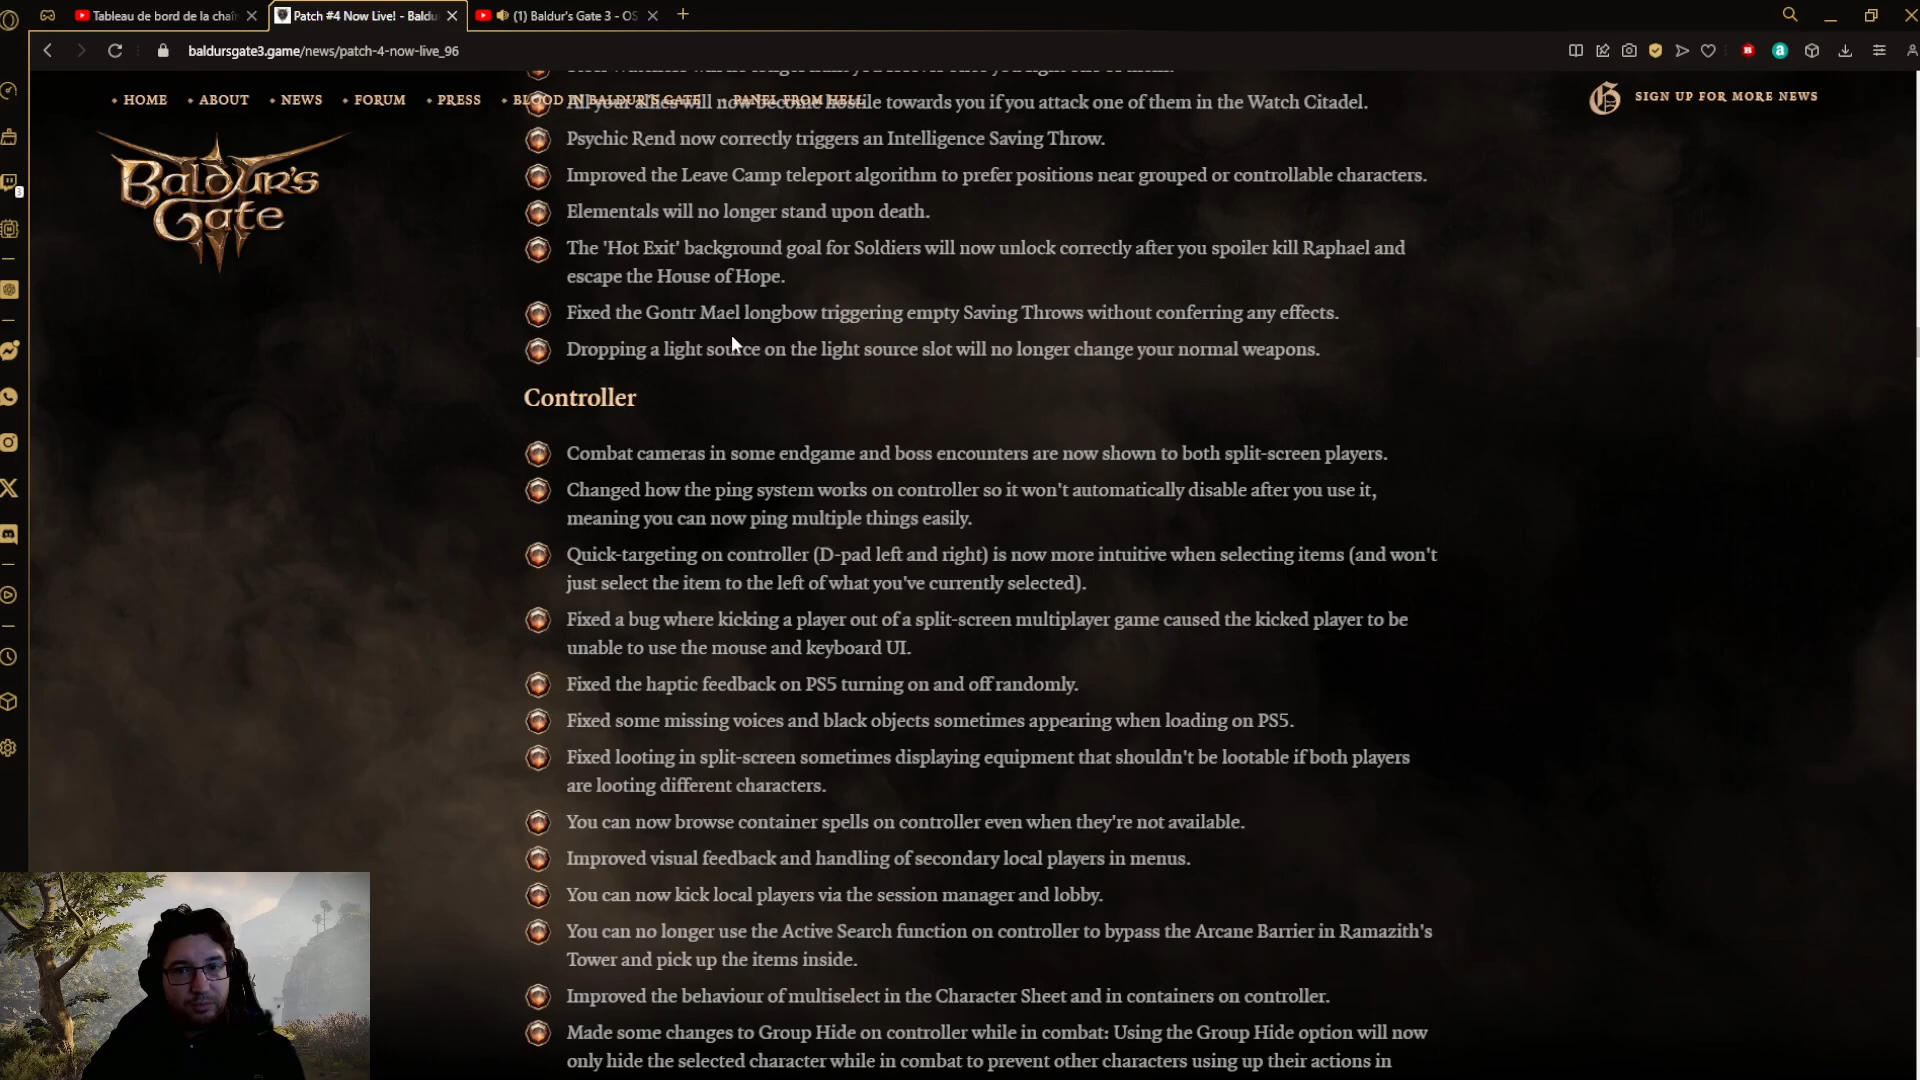 Tableau de bord de la chaîn
Patch #4 Now Live! - Baldu
(1) Baldur's Gate 3 - OS
baldursgate3.game/news/patch-4-now-live_96
HOME
ABOUT
NEWS
FORUM
PRESS
BLOOD IN BALDUR'S GATE
PANEL FROM HELL
SIGN UP FOR MORE NEWS
Baldur's
Gate
All your allies will now become hostile towards you if you attack one of them in the Watch Citadel.
Psychic Rend now correctly triggers an Intelligence Saving Throw.
Improved the Leave Camp teleport algorithm to prefer positions near grouped or controllable characters.
Elementals will no longer stand upon death.
The 'Hot Exit' background goal for Soldiers will now unlock correctly after you spoiler kill Raphael and
escape the House of Hope.
Fixed the Gontr Mael longbow triggering empty Saving Throws without conferring any effects.
Dropping a light source on the light source slot will no longer change your normal weapons.
Controller
Combat cameras in some endgame and boss encounters are now shown to both split-screen players.
Changed how the ping system works on controller so it won't automatically disable after you use it,
meaning you can now ping multiple things easily.
Quick-targeting on controller (D-pad left and right) is now more intuitive when selecting items (and won't
just select the item to the left of what you've currently selected).
Fixed a bug where kicking a player out of a split-screen multiplayer game caused the kicked player to be
unable to use the mouse and keyboard UI.
Fixed the haptic feedback on PS5 turning on and off randomly.
Fixed some missing voices and black objects sometimes appearing when loading on PS5.
Fixed looting in split-screen sometimes displaying equipment that shouldn't be lootable if both players
are looting different characters.
You can now browse container spells on controller even when they're not available.
Improved visual feedback and handling of secondary local players in menus.
You can now kick local players via the session manager and lobby.
You can no longer use the Active Search function on controller to bypass the Arcane Barrier in Ramazith's
Tower and pick up the items inside.
Improved the behaviour of multiselect in the Character Sheet and in containers on controller.
Made some changes to Group Hide on controller while in combat: Using the Group Hide option will now
only hide the selected character while in combat to prevent other characters using up their actions in